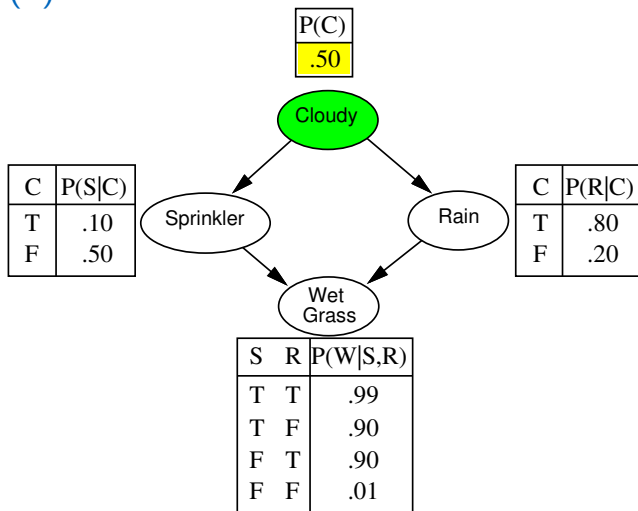 P(C)
.50
Cloudy
C P(S|C)
T .10
F .50
Sprinkler
Rain
C P(R|C)
T .80
F .20
Wet
Grass
S R P(W|S,R)
T T .99
T F .90
F T .90
F F .01